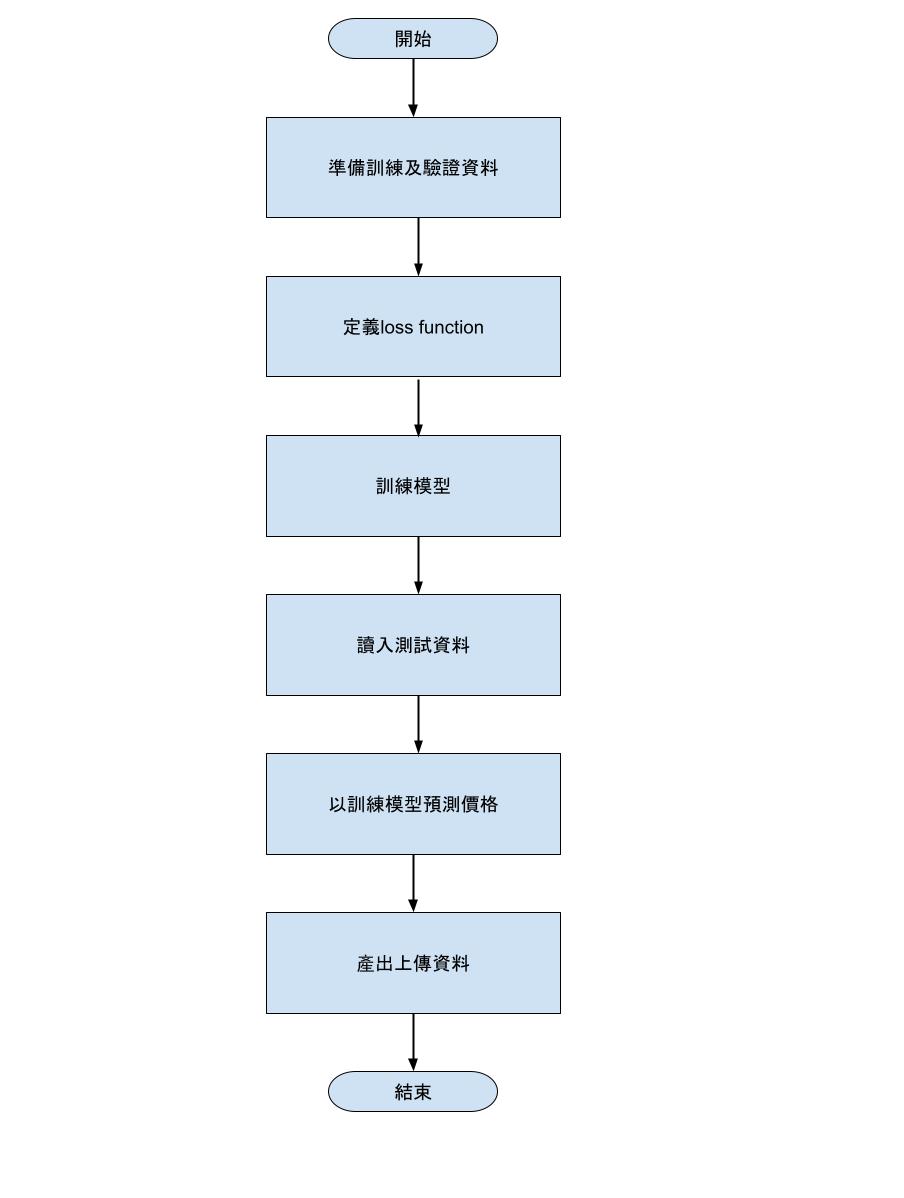 開始
準備訓練及驗證資料
定義loss function
訓練模型
讀入測試資料
以訓練模型預測價格
產出上傳資料
結束